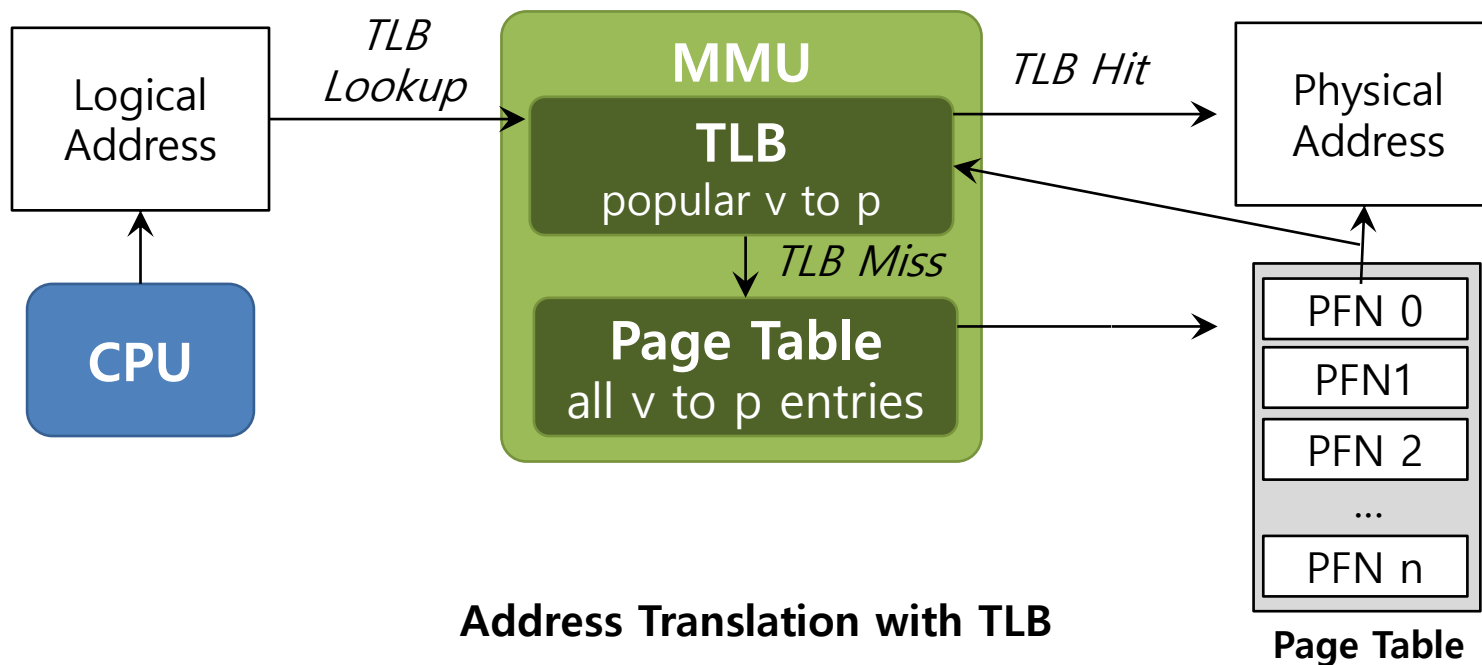 TLB
Lookup
MMU
TLB Hit
Logical
Address
Physical
Address
TLB
popular v to p
TLB Miss
CPU
Page Table
all v to p entries
PFN 0
PFN1
PFN 2
...
PFN n
Address Translation with TLB
Page Table